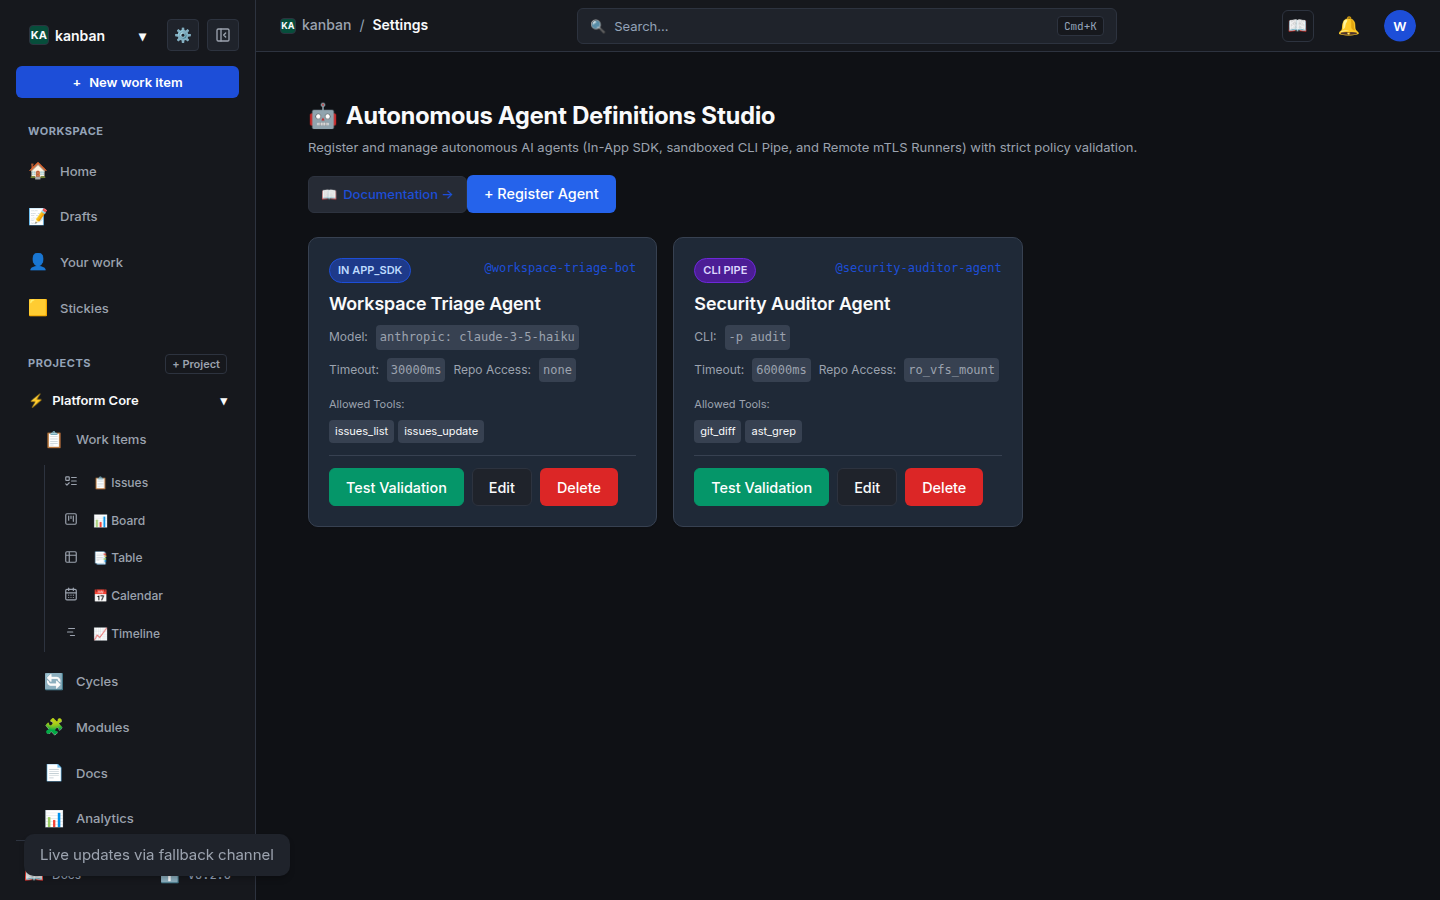 KA kanban ▾
+ New work item
WORKSPACE
Home
Drafts
Your work
Stickies
PROJECTS + Project
Platform Core ▾
Work Items
Issues
Board
Table
Calendar
Timeline
Cycles
Modules
Docs
Analytics
Live updates via fallback channel
KA kanban / Settings
Search... Cmd+K
W
Autonomous Agent Definitions Studio
Register and manage autonomous AI agents (In-App SDK, sandboxed CLI Pipe, and Remote mTLS Runners) with strict policy validation.
Documentation → + Register Agent
IN APP_SDK @workspace-triage-bot
Workspace Triage Agent
Model: anthropic: claude-3-5-haiku
Timeout: 30000ms Repo Access: none
Allowed Tools:
issues_list issues_update
Test Validation Edit Delete
CLI PIPE @security-auditor-agent
Security Auditor Agent
CLI: -p audit
Timeout: 60000ms Repo Access: ro_vfs_mount
Allowed Tools:
git_diff ast_grep
Test Validation Edit Delete